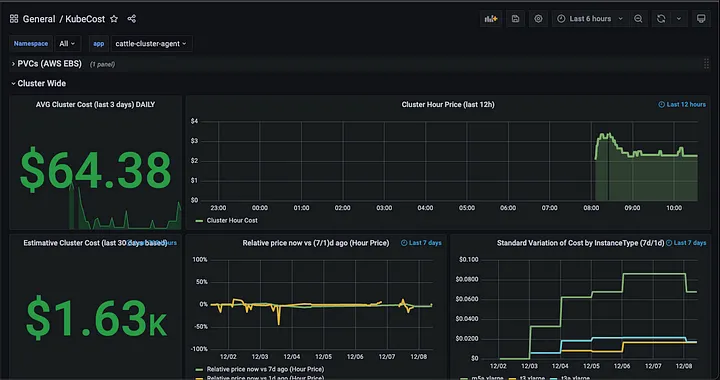 General / KubeCost
Last 6 hours
Namespace All app cattle-cluster-agent
PVCs (AWS EBS) (1 panel)
Cluster Wide
AVG Cluster Cost (last 3 days) DAILY
$64.38
Cluster Hour Price (last 12h)
Last 12 hours
$4
$3
$2
$1
$0
23:00 00:00 01:00 02:00 03:00 04:00 05:00 06:00 07:00 08:00 09:00 10:00
Cluster Hour Cost
Estimative Cluster Cost (last 30 days based)
hours
$1.63K
Relative price now vs (7/1)d ago (Hour Price)
Last 7 days
100%
50%
0%
-50%
-100%
12/02 12/03 12/04 12/05 12/06 12/07 12/08
Relative price now vs 7d ago (Hour Price)
Relative price now vs 1d ago (Hour Price)
Standard Variation of Cost by InstanceType (7d/1d)
Last 7 days
$0.100
$0.0800
$0.0600
$0.0400
$0.0200
$0
12/02 12/03 12/04 12/05 12/06 12/07 12/08
m5a.xlarge t3.xlarge t3a.xlarge